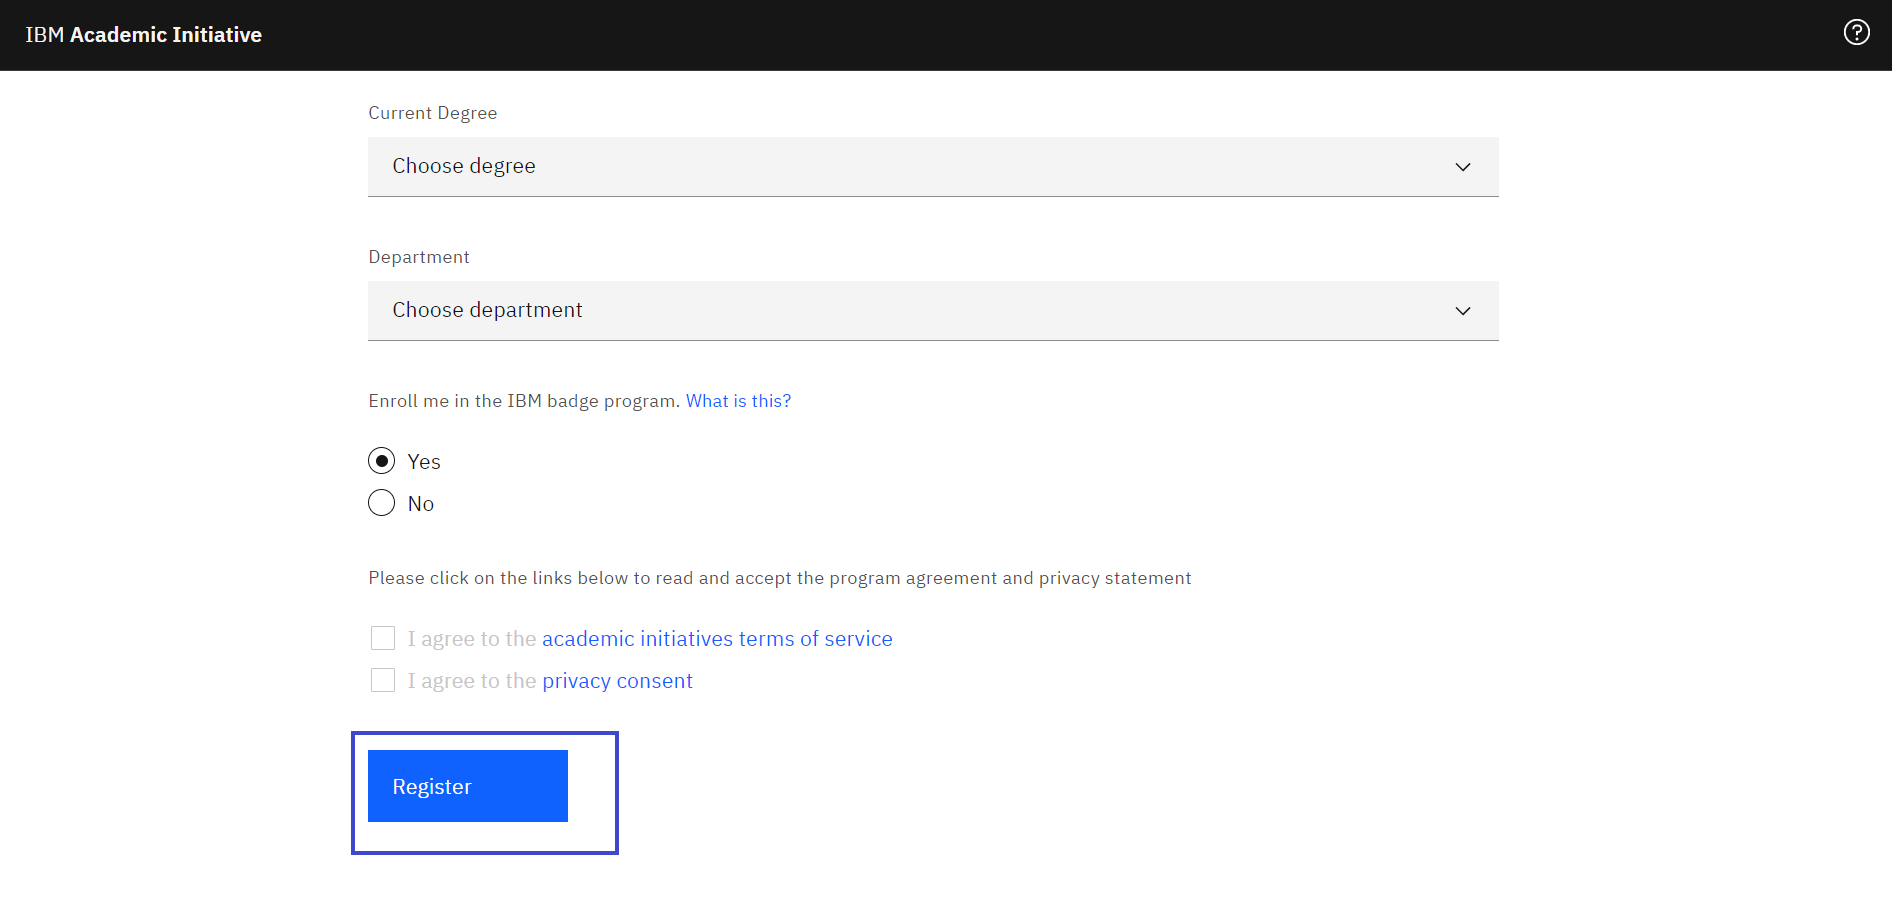 IBM Academic Initiative
Current Degree
Choose degree
Department
Choose department
Enroll me in the IBM badge program. What is this?
Yes
No
Please click on the links below to read and accept the program agreement and privacy statement
I agree to the academic initiatives terms of service
I agree to the privacy consent
Register